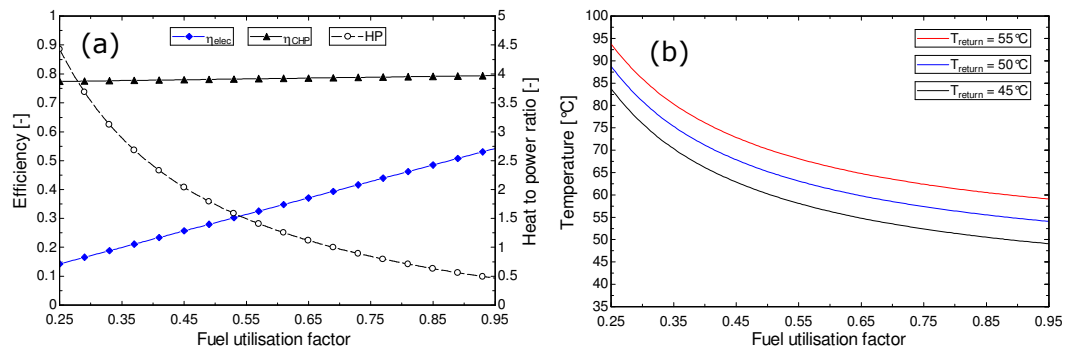 (a)
η_elec
η_CHP
HP
1
0.9
0.8
0.7
0.6
0.5
0.4
0.3
0.2
0.1
0
Efficiency [-]
5
4.5
4
3.5
3
2.5
2
1.5
1
0.5
0
Heat to power ratio [-]
0.25 0.35 0.45 0.55 0.65 0.75 0.85 0.95
Fuel utilisation factor
(b)
T_return = 55°C
T_return = 50°C
T_return = 45°C
100
95
90
85
80
75
70
65
60
55
50
45
40
35
Temperature [°C]
0.25 0.35 0.45 0.55 0.65 0.75 0.85 0.95
Fuel utilisation factor